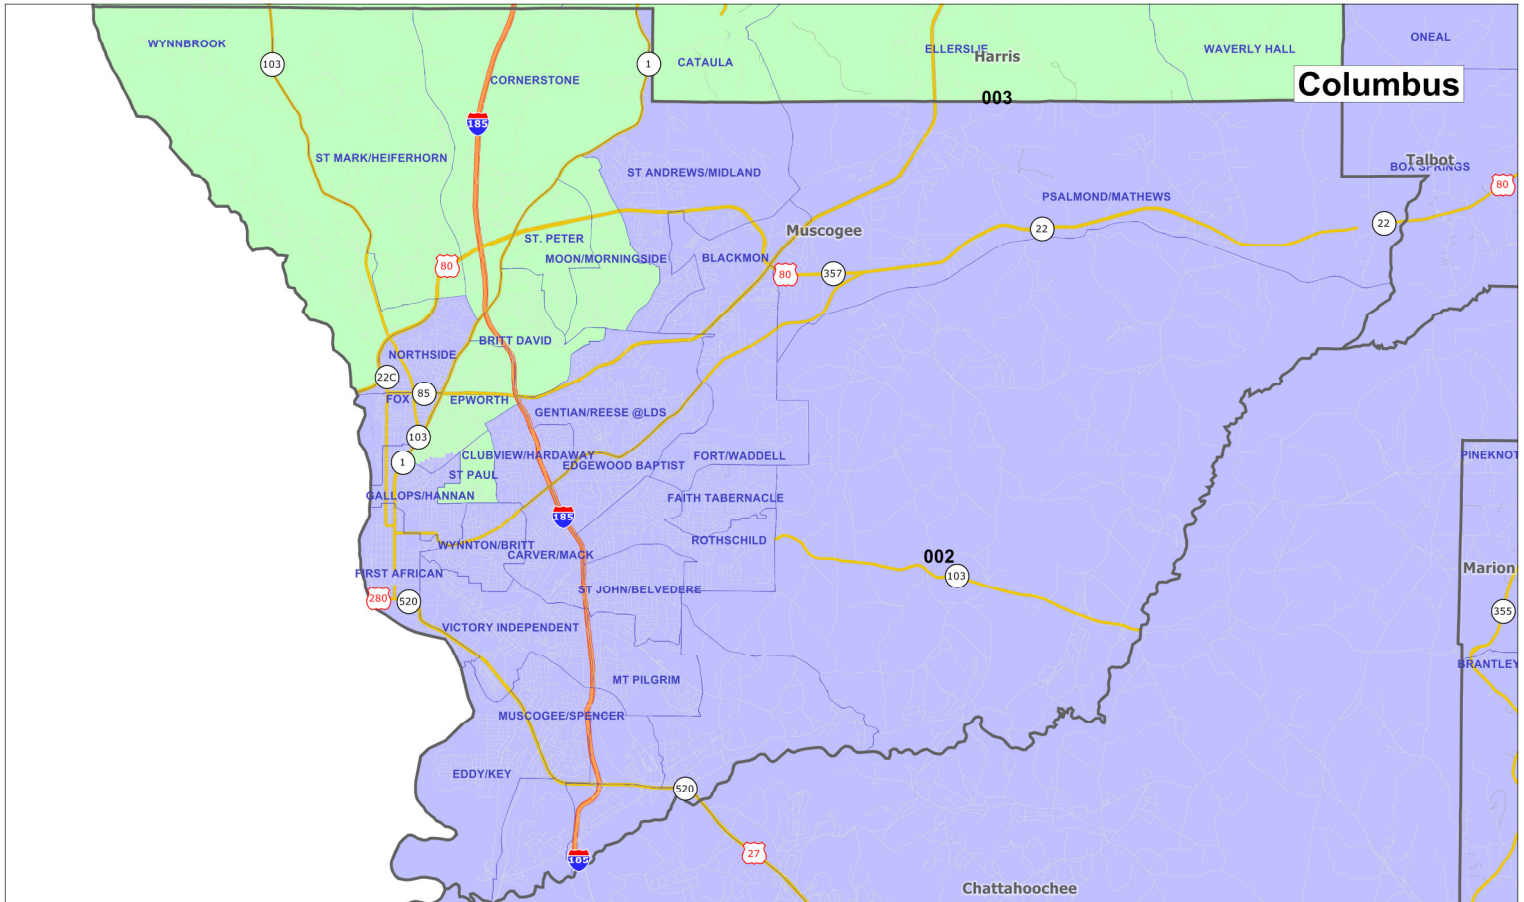 ONEAL
WYNNBROOK
ELLERSLIE
WAVERLY HALL
Harris
103
1
CATAULA
CORNERSTONE
Columbus
003
185
ST MARK/HEIFERHORN
Talbot
BOX SPRINGS
ST ANDREWS/MIDLAND
80
PSALMOND/MATHEWS
22
22
Muscogee
ST. PETER
MOON/MORNINGSIDE
BLACKMON
80
80
357
BRITT DAVID
NORTHSIDE
22C
85
FOX
EPWORTH
GENTIAN/REESE @LDS
103
CLUBVIEW/HARDAWAY
FORT/WADDELL
PINEKNOT
1
EDGEWOOD BAPTIST
ST PAUL
GALLOPS/HANNAN
FAITH TABERNACLE
185
WYNNTON/BRITT
ROTHSCHILD
CARVER/MACK
002
FIRST AFRICAN
103
Marion
ST JOHN/BELVEDERE
280
520
355
VICTORY INDEPENDENT
BRANTLEY
MT PILGRIM
MUSCOGEE/SPENCER
EDDY/KEY
520
27
185
Chattahoochee